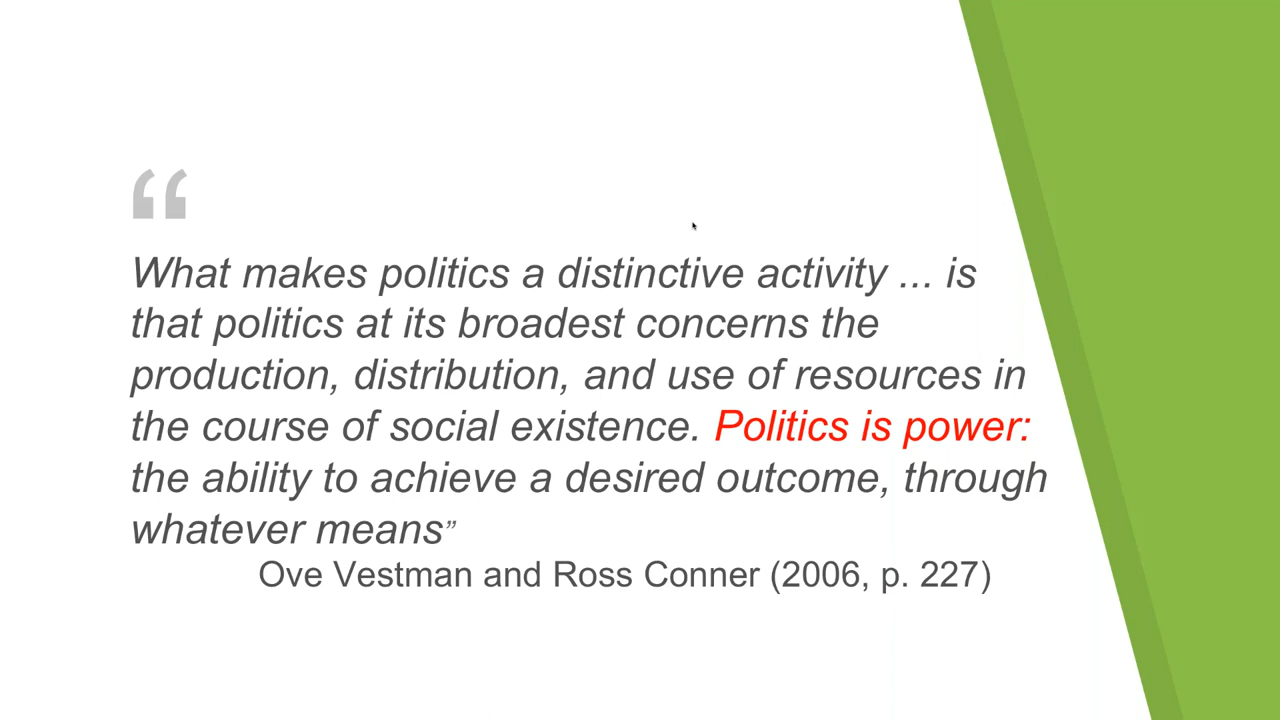 “
What makes politics a distinctive activity ... is
that politics at its broadest concerns the
production, distribution, and use of resources in
the course of social existence. Politics is power:
the ability to achieve a desired outcome, through
whatever means”
Ove Vestman and Ross Conner (2006, p. 227)